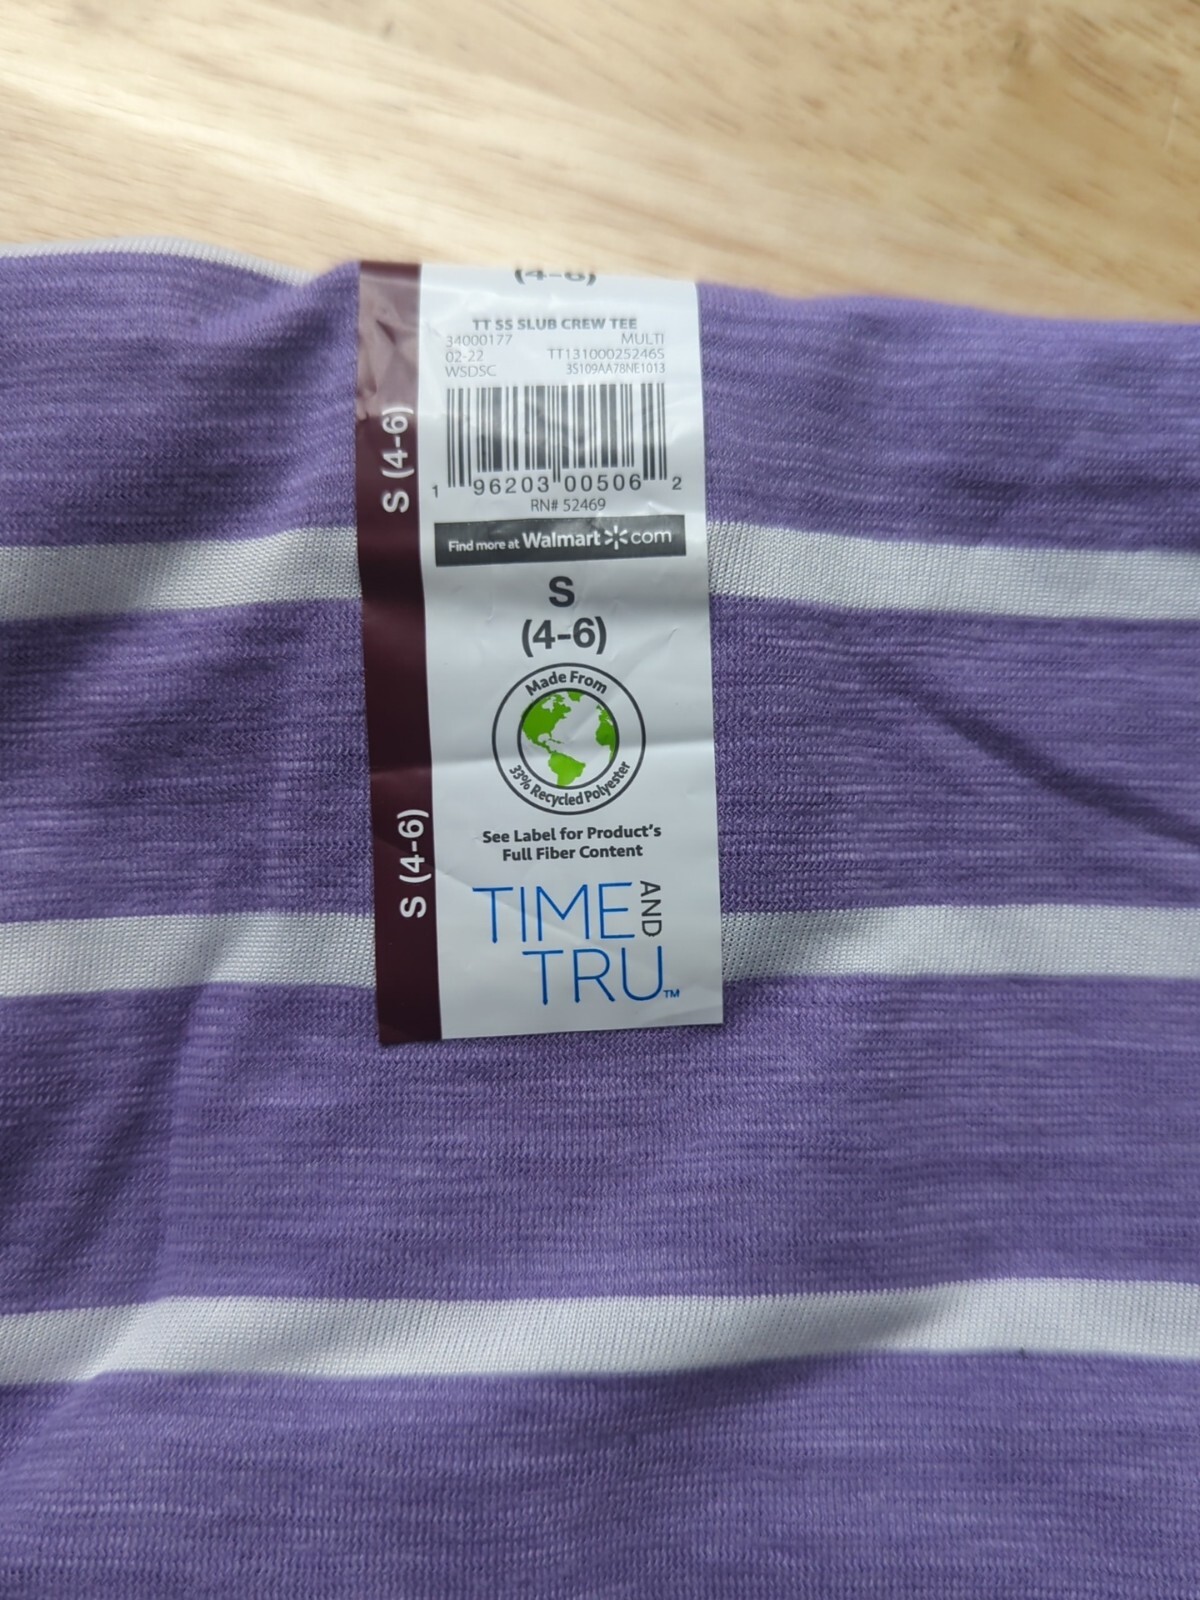 (4-6)
TT SS SLUB CREW TEE
34000177 MULTI
02-22 TT13100025246S
WSDSC 3S109AA78NE1013
1 96203 00506 2
RN# 52469
Find more at Walmart com
S
(4-6)
Made From
33% Recycled Polyester
See Label for Product's
Full Fiber Content
TIME AND
TRU™
S (4-6)
S (4-6)